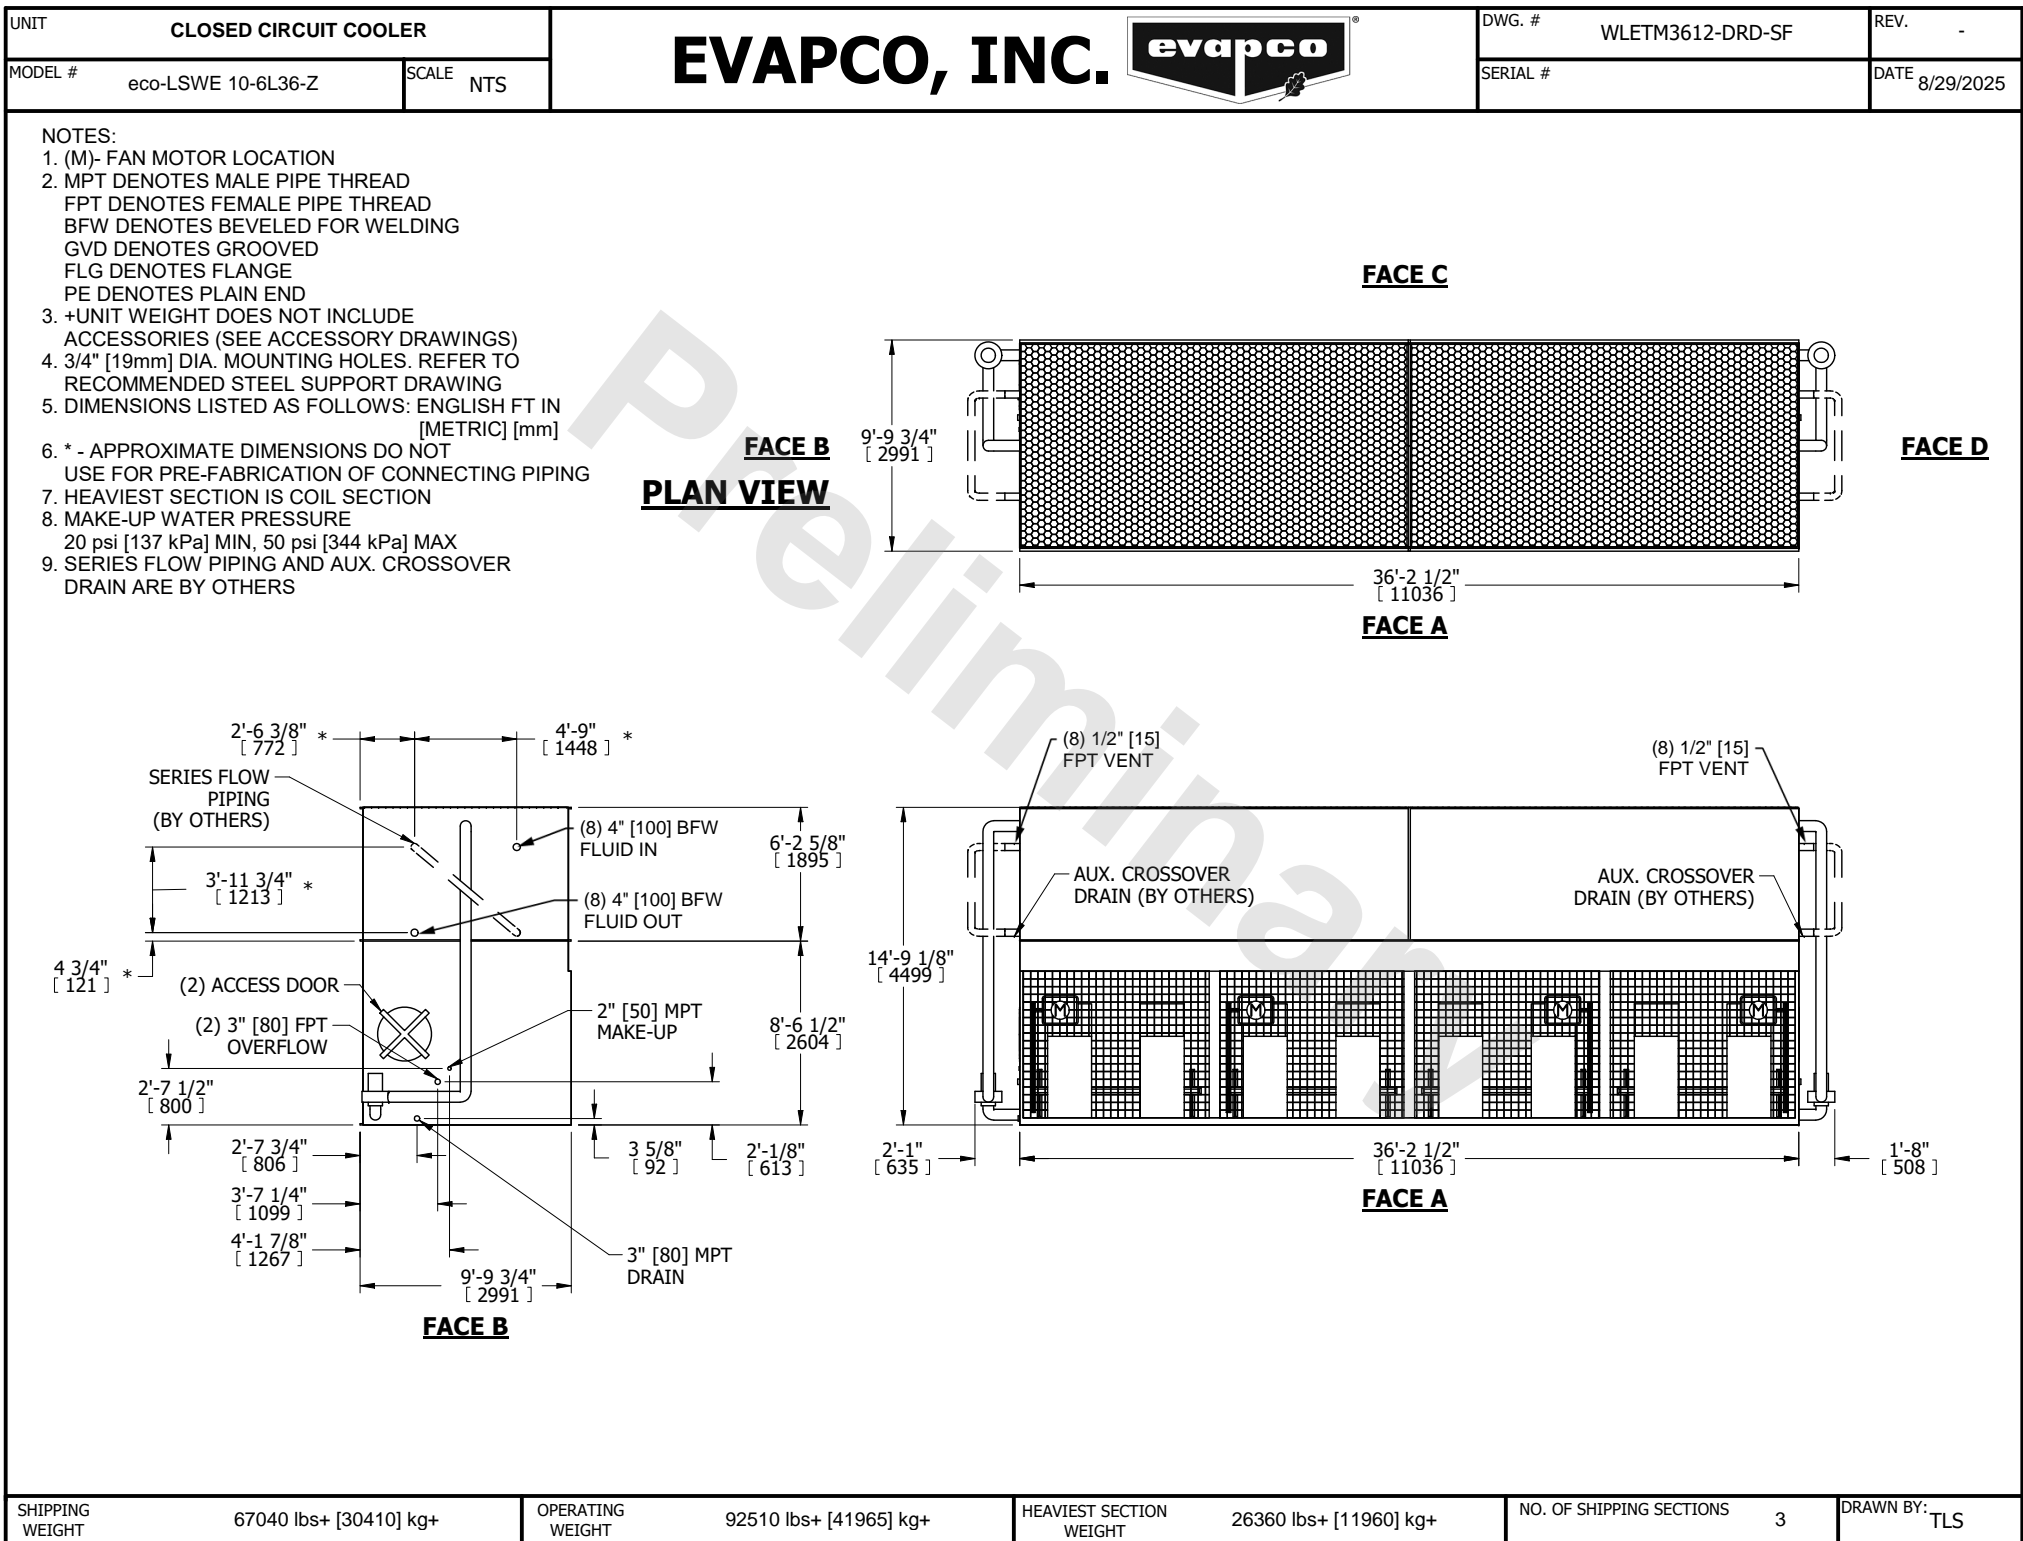 UNIT
CLOSED CIRCUIT COOLER
MODEL #
eco-LSWE 10-6L36-Z
SCALE
NTS
EVAPCO, INC.
evapco
®
DWG. #
WLETM3612-DRD-SF
REV.
-
SERIAL #
DATE
8/29/2025
NOTES:
1. (M)- FAN MOTOR LOCATION
2. MPT DENOTES MALE PIPE THREAD
FPT DENOTES FEMALE PIPE THREAD
BFW DENOTES BEVELED FOR WELDING
GVD DENOTES GROOVED
FLG DENOTES FLANGE
PE DENOTES PLAIN END
3. +UNIT WEIGHT DOES NOT INCLUDE
ACCESSORIES (SEE ACCESSORY DRAWINGS)
4. 3/4" [19mm] DIA. MOUNTING HOLES. REFER TO
RECOMMENDED STEEL SUPPORT DRAWING
5. DIMENSIONS LISTED AS FOLLOWS: ENGLISH FT IN
[METRIC] [mm]
6. * - APPROXIMATE DIMENSIONS DO NOT
USE FOR PRE-FABRICATION OF CONNECTING PIPING
7. HEAVIEST SECTION IS COIL SECTION
8. MAKE-UP WATER PRESSURE
20 psi [137 kPa] MIN, 50 psi [344 kPa] MAX
9. SERIES FLOW PIPING AND AUX. CROSSOVER
DRAIN ARE BY OTHERS
Preliminary
FACE C
FACE B
PLAN VIEW
9'-9 3/4"
[ 2991 ]
FACE D
36'-2 1/2"
[ 11036 ]
FACE A
2'-6 3/8" *
[ 772 ]
4'-9" *
[ 1448 ]
SERIES FLOW
PIPING
(BY OTHERS)
(8) 4" [100] BFW
FLUID IN
6'-2 5/8"
[ 1895 ]
3'-11 3/4" *
[ 1213 ]
(8) 4" [100] BFW
FLUID OUT
4 3/4" *
[ 121 ]
(2) ACCESS DOOR
(2) 3" [80] FPT
OVERFLOW
2" [50] MPT
MAKE-UP
8'-6 1/2"
[ 2604 ]
2'-7 1/2"
[ 800 ]
2'-7 3/4"
[ 806 ]
3 5/8"
[ 92 ]
2'-1/8"
[ 613 ]
3'-7 1/4"
[ 1099 ]
4'-1 7/8"
[ 1267 ]
3" [80] MPT
DRAIN
9'-9 3/4"
[ 2991 ]
FACE B
(8) 1/2" [15]
FPT VENT
(8) 1/2" [15]
FPT VENT
AUX. CROSSOVER
DRAIN (BY OTHERS)
AUX. CROSSOVER
DRAIN (BY OTHERS)
14'-9 1/8"
[ 4499 ]
M
M
M
M
2'-1"
[ 635 ]
36'-2 1/2"
[ 11036 ]
1'-8"
[ 508 ]
FACE A
SHIPPING
WEIGHT
67040 lbs+ [30410] kg+
OPERATING
WEIGHT
92510 lbs+ [41965] kg+
HEAVIEST SECTION
WEIGHT
26360 lbs+ [11960] kg+
NO. OF SHIPPING SECTIONS
3
DRAWN BY:
TLS